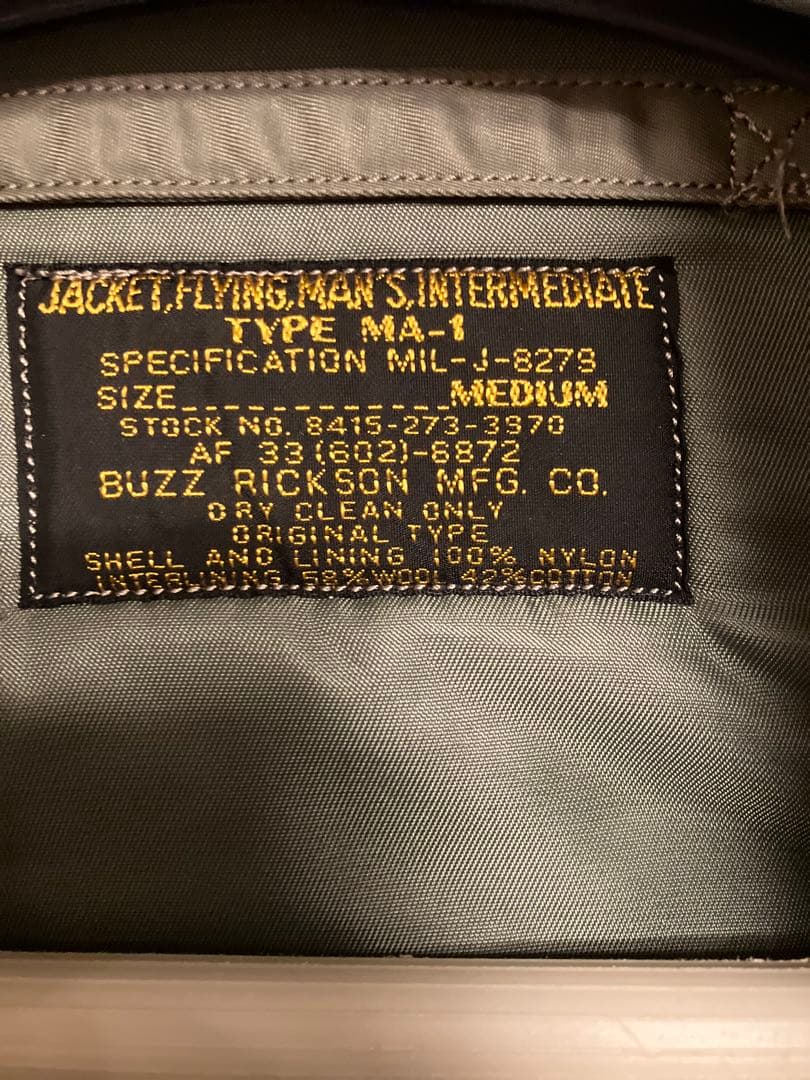 JACKET, FLYING, MAN'S, INTERMEDIATE
TYPE MA-1
SPECIFICATION MIL-J-8279
SIZE____________MEDIUM
STOCK NO. 8415-273-3970
AF 33(602)-6872
BUZZ RICKSON MFG. CO.
DRY CLEAN ONLY
ORIGINAL TYPE
SHELL AND LINING 100% NYLON
INTERLINING 58% WOOL 42% COTTON